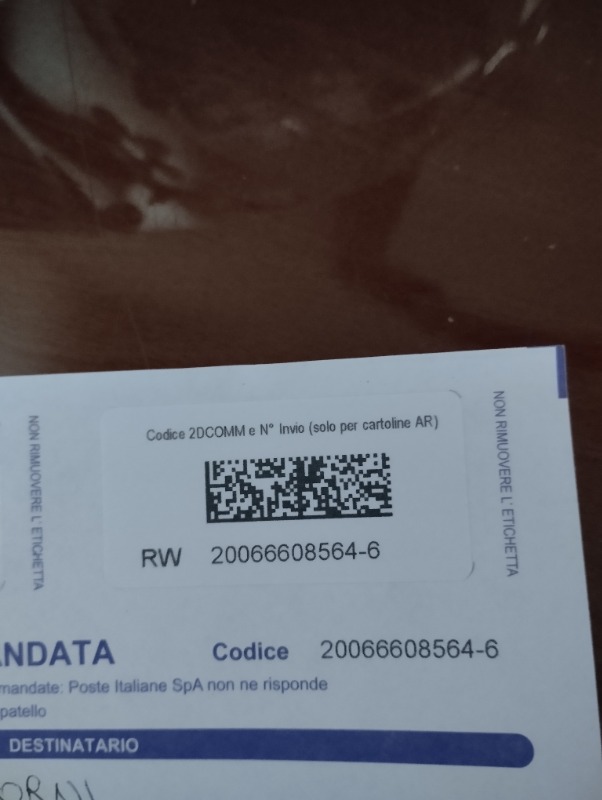 Codice 2DCOMM e N° Invio (solo per cartoline AR)
NON RIMUOVERE L' ETICHETTA
NON RIMUOVERE L' ETICHETTA
RW 20066608564-6
ANDATA Codice 20066608564-6
mandate: Poste Italiane SpA non ne risponde
patello
DESTINATARIO